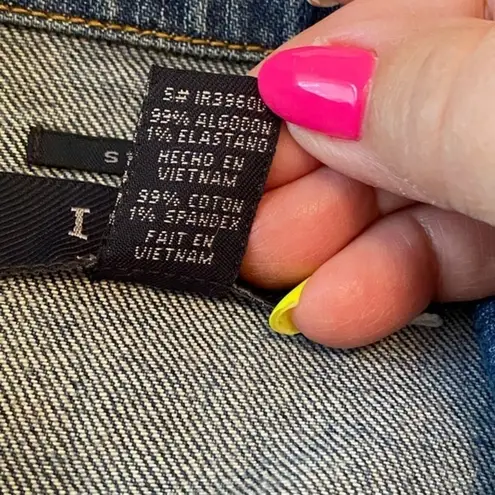 S# IR3960U
99% ALGODON
1% ELASTANO
HECHO EN
VIETNAM
99% COTON
1% SPANDEX
FAIT EN
VIETNAM
S
I